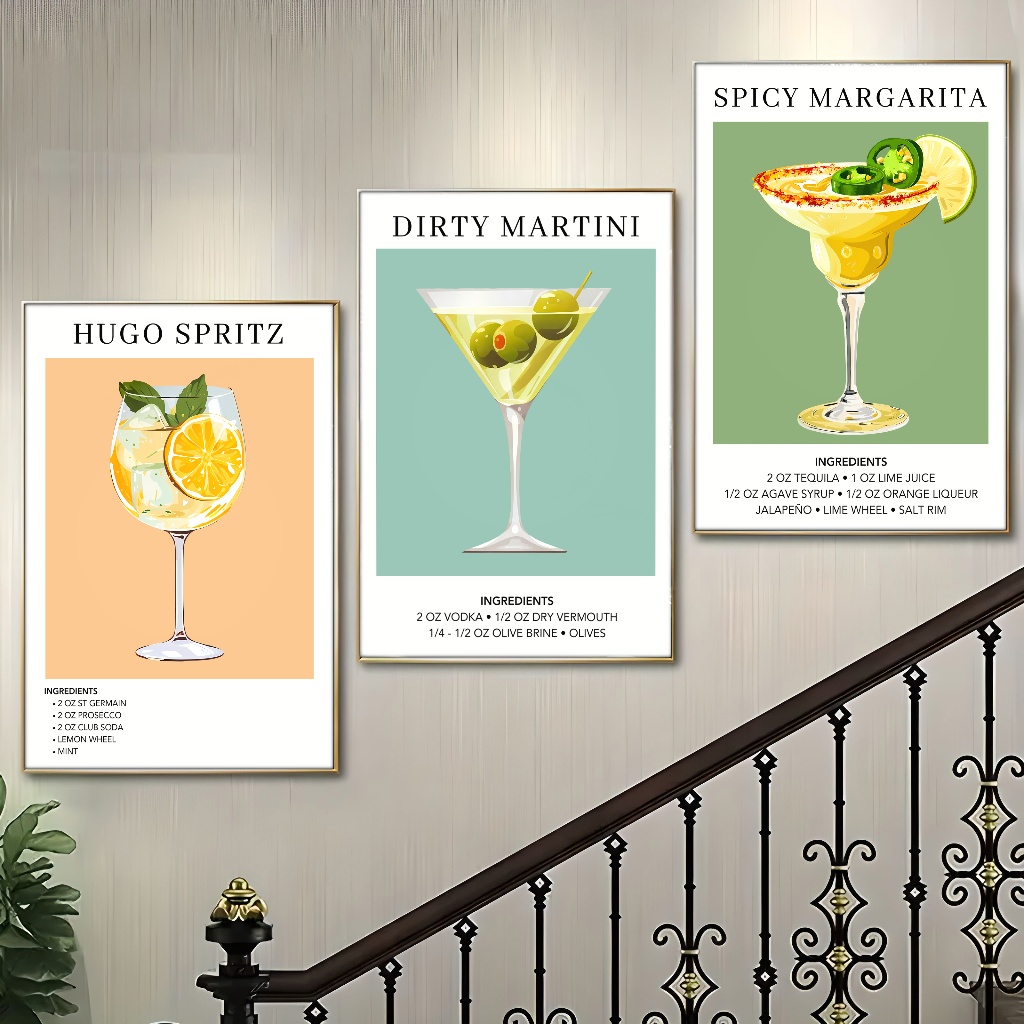 HUGO SPRITZ
INGREDIENTS
• 2 OZ ST GERMAIN
• 2 OZ PROSECCO
• 2 OZ CLUB SODA
• LEMON WHEEL
• MINT
DIRTY MARTINI
INGREDIENTS
2 OZ VODKA • 1/2 OZ DRY VERMOUTH
1/4 - 1/2 OZ OLIVE BRINE • OLIVES
SPICY MARGARITA
INGREDIENTS
2 OZ TEQUILA • 1 OZ LIME JUICE
1/2 OZ AGAVE SYRUP • 1/2 OZ ORANGE LIQUEUR
JALAPEÑO • LIME WHEEL • SALT RIM